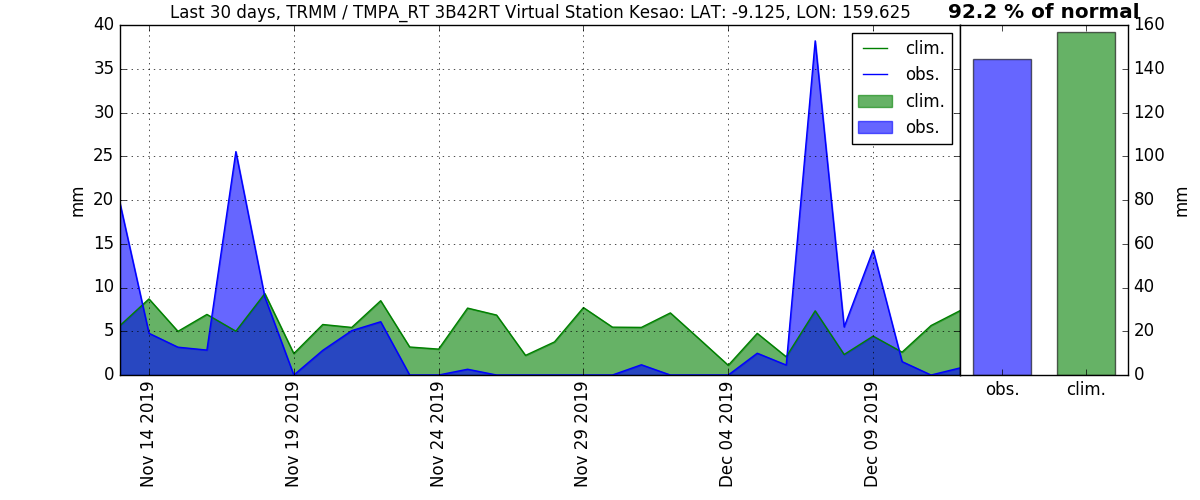 Last 30 days, TRMM / TMPA_RT 3B42RT Virtual Station Kesao: LAT: -9.125, LON: 159.625
92.2 % of normal
40
35
30
25
20
15
10
5
0
mm
clim.
obs.
clim.
obs.
160
140
120
100
80
60
40
20
0
mm
Nov 14 2019
Nov 19 2019
Nov 24 2019
Nov 29 2019
Dec 04 2019
Dec 09 2019
obs.
clim.